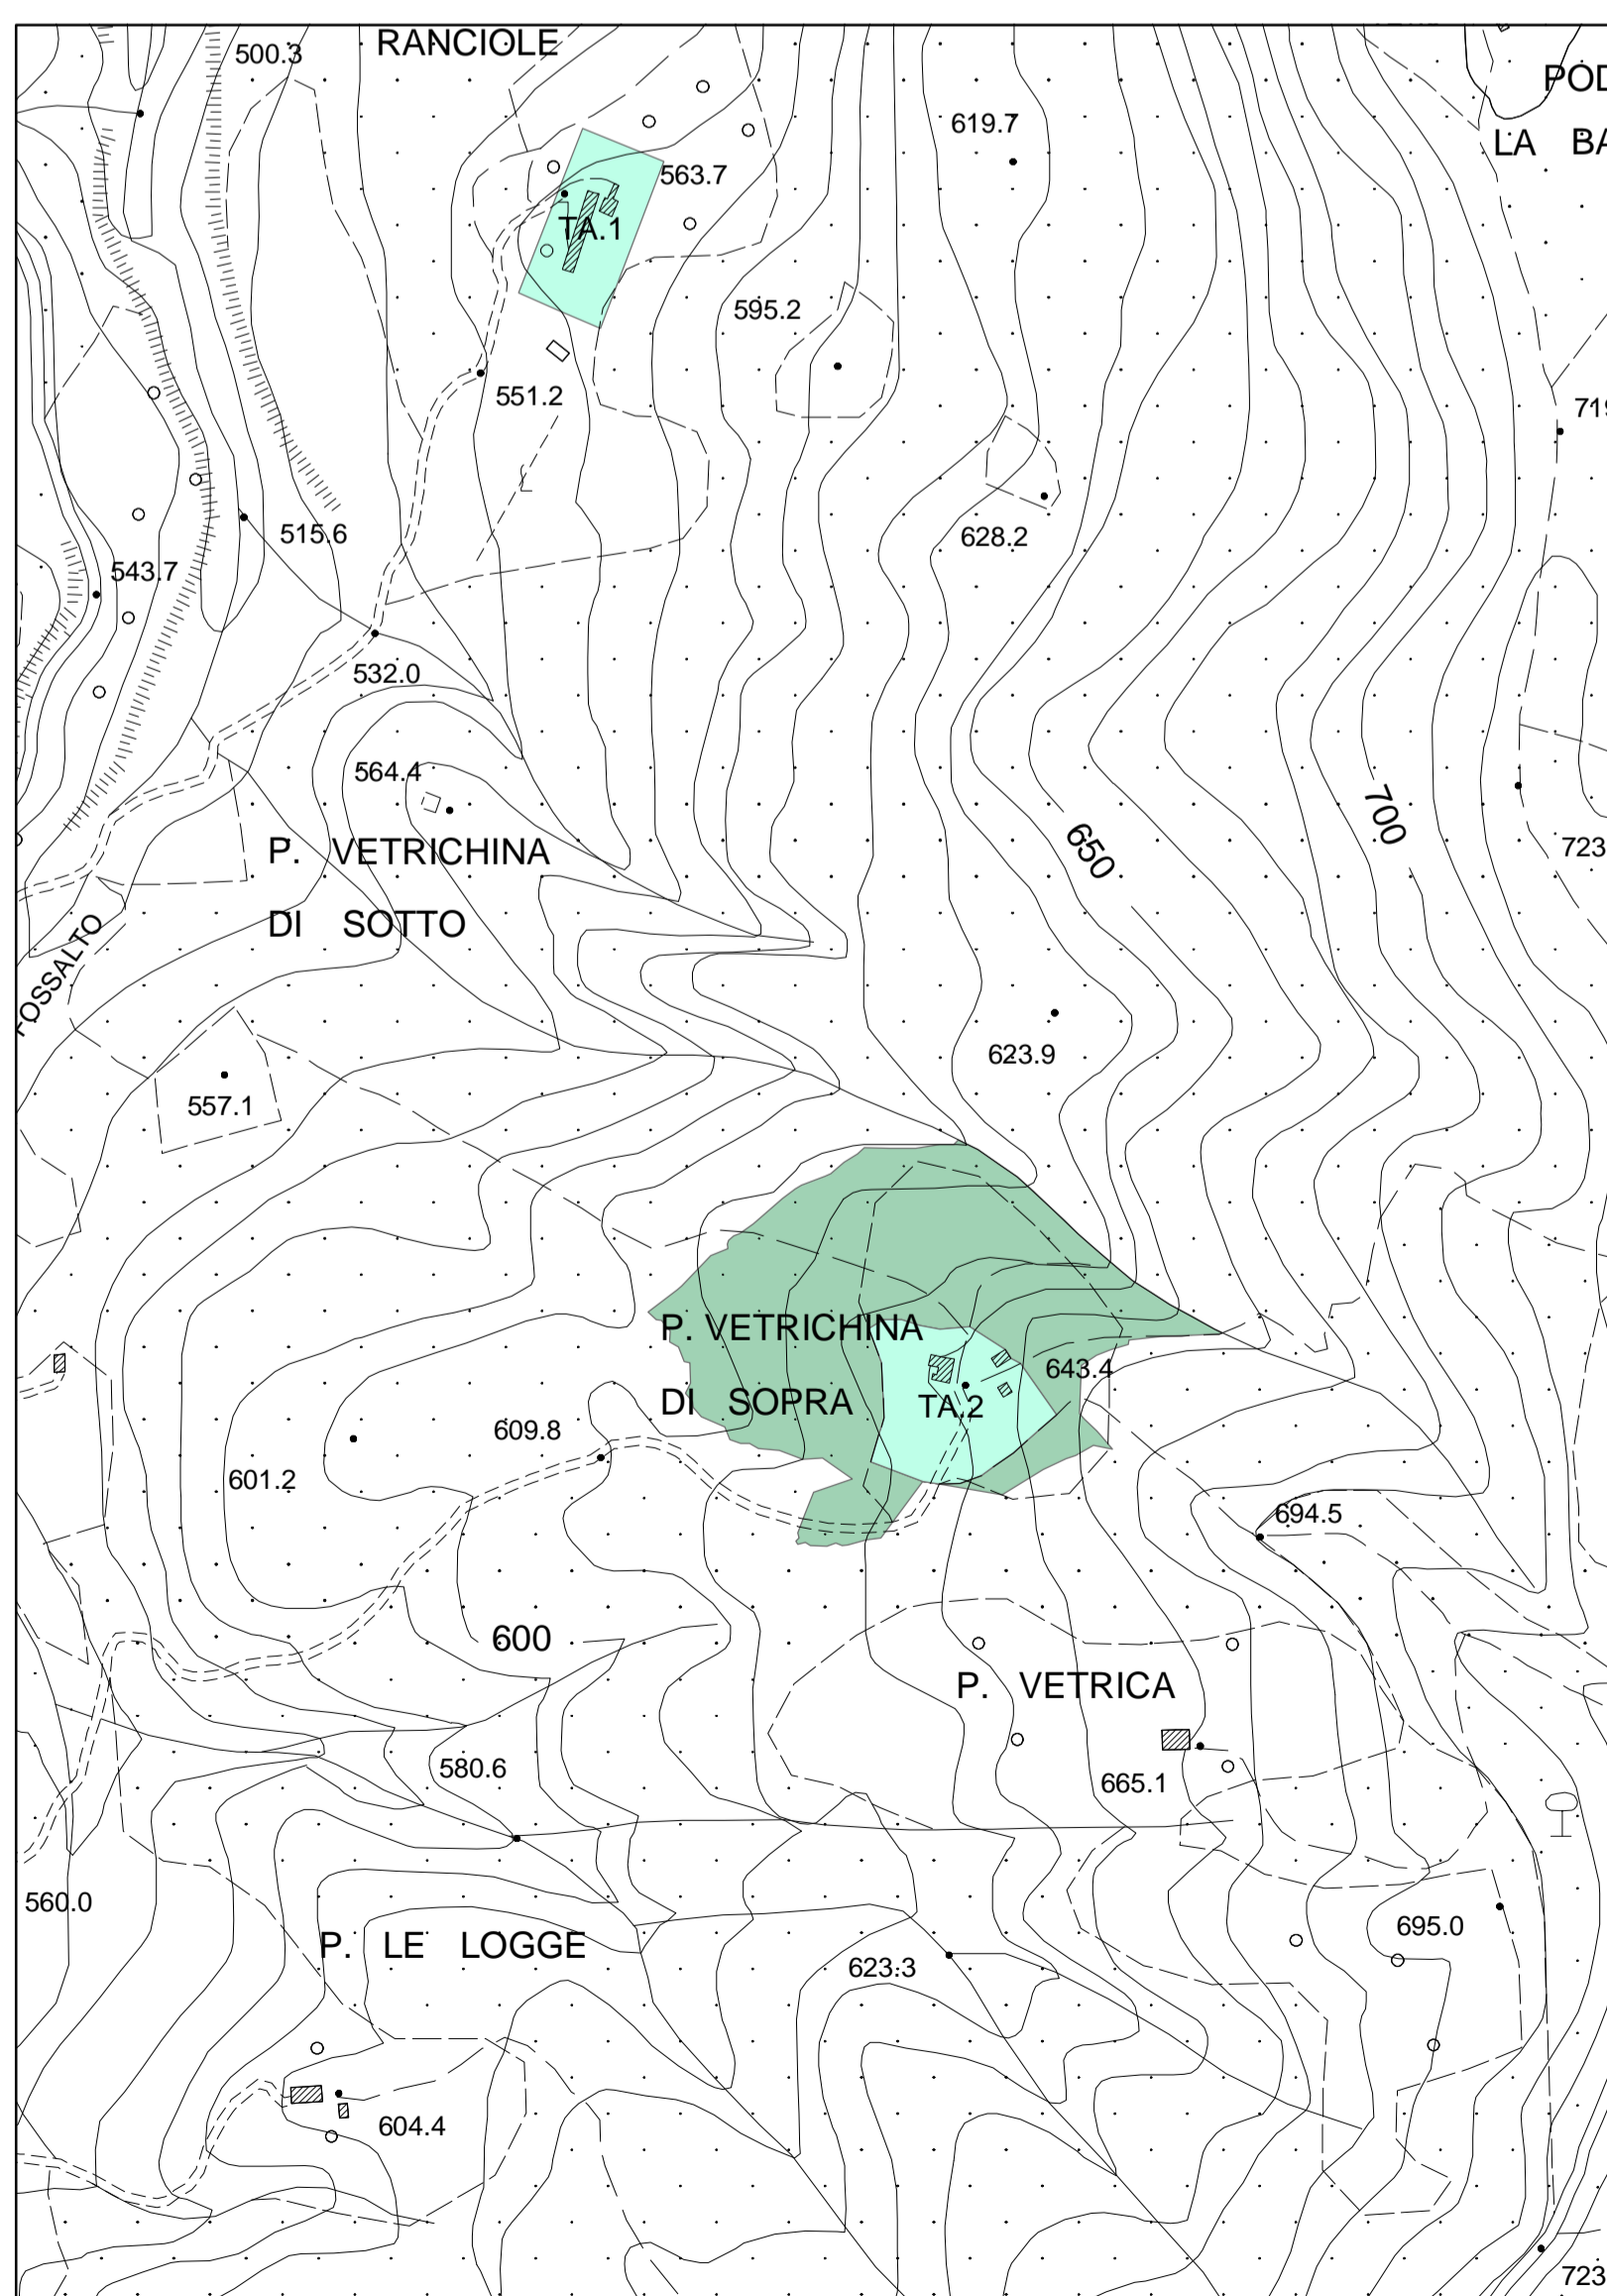 RANCIOLE
500.3
POD
LA BA
619.7
563.7
TA.1
595.2
551.2
719
515.6
628.2
543.7
532.0
564.4
700
650
723
P. VETRICHINA
DI SOTTO
FOSSALTO
623.9
557.1
P. VETRICHINA
643.4
DI SOPRA
TA.2
609.8
601.2
694.5
600
P. VETRICA
580.6
665.1
560.0
695.0
P. LE LOGGE
623.3
604.4
723